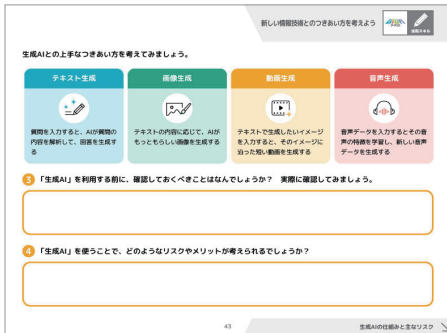 新しい情報技術とのつきあい方を考えよう
活用スキル
生成AIとの上手なつきあい方を考えてみましょう。
テキスト生成
質問を入力すると、AIが質問の
内容を解析して、回答を生成す
る
画像生成
テキストの内容に応じて、AIが
もっともらしい画像を生成する
動画生成
テキストで生成したいイメージ
を入力すると、そのイメージに
沿った短い動画を生成する
音声生成
音声データを入力するとその音
声の特徴を学習し、新しい音声
データを生成する
3 「生成AI」を利用する前に、確認しておくべきことはなんでしょうか？ 実際に確認してみましょう。
4 「生成AI」を使うことで、どのようなリスクやメリットが考えられるでしょうか？
43
生成AIの仕組みと主なリスク